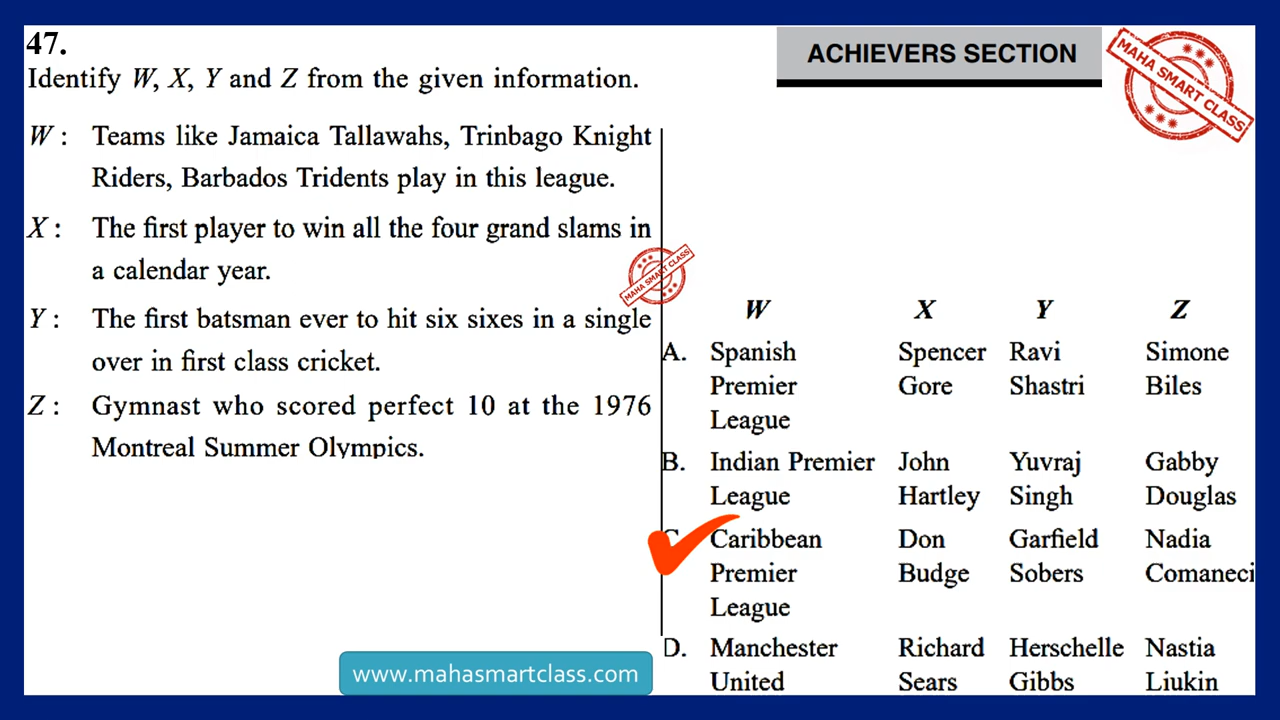 47.
ACHIEVERS SECTION
MAHA SMART CLASS
Identify W, X, Y and Z from the given information.
W : Teams like Jamaica Tallawahs, Trinbago Knight
Riders, Barbados Tridents play in this league.
X : The first player to win all the four grand slams in
a calendar year.
Y : The first batsman ever to hit six sixes in a single
over in first class cricket.
Z : Gymnast who scored perfect 10 at the 1976
Montreal Summer Olympics.
MAHA SMART CLASS
W X Y Z
A. Spanish Spencer Ravi Simone
Premier Gore Shastri Biles
League
B. Indian Premier John Yuvraj Gabby
League Hartley Singh Douglas
C. Caribbean Don Garfield Nadia
Premier Budge Sobers Comaneci
League
D. Manchester Richard Herschelle Nastia
United Sears Gibbs Liukin
www.mahasmartclass.com